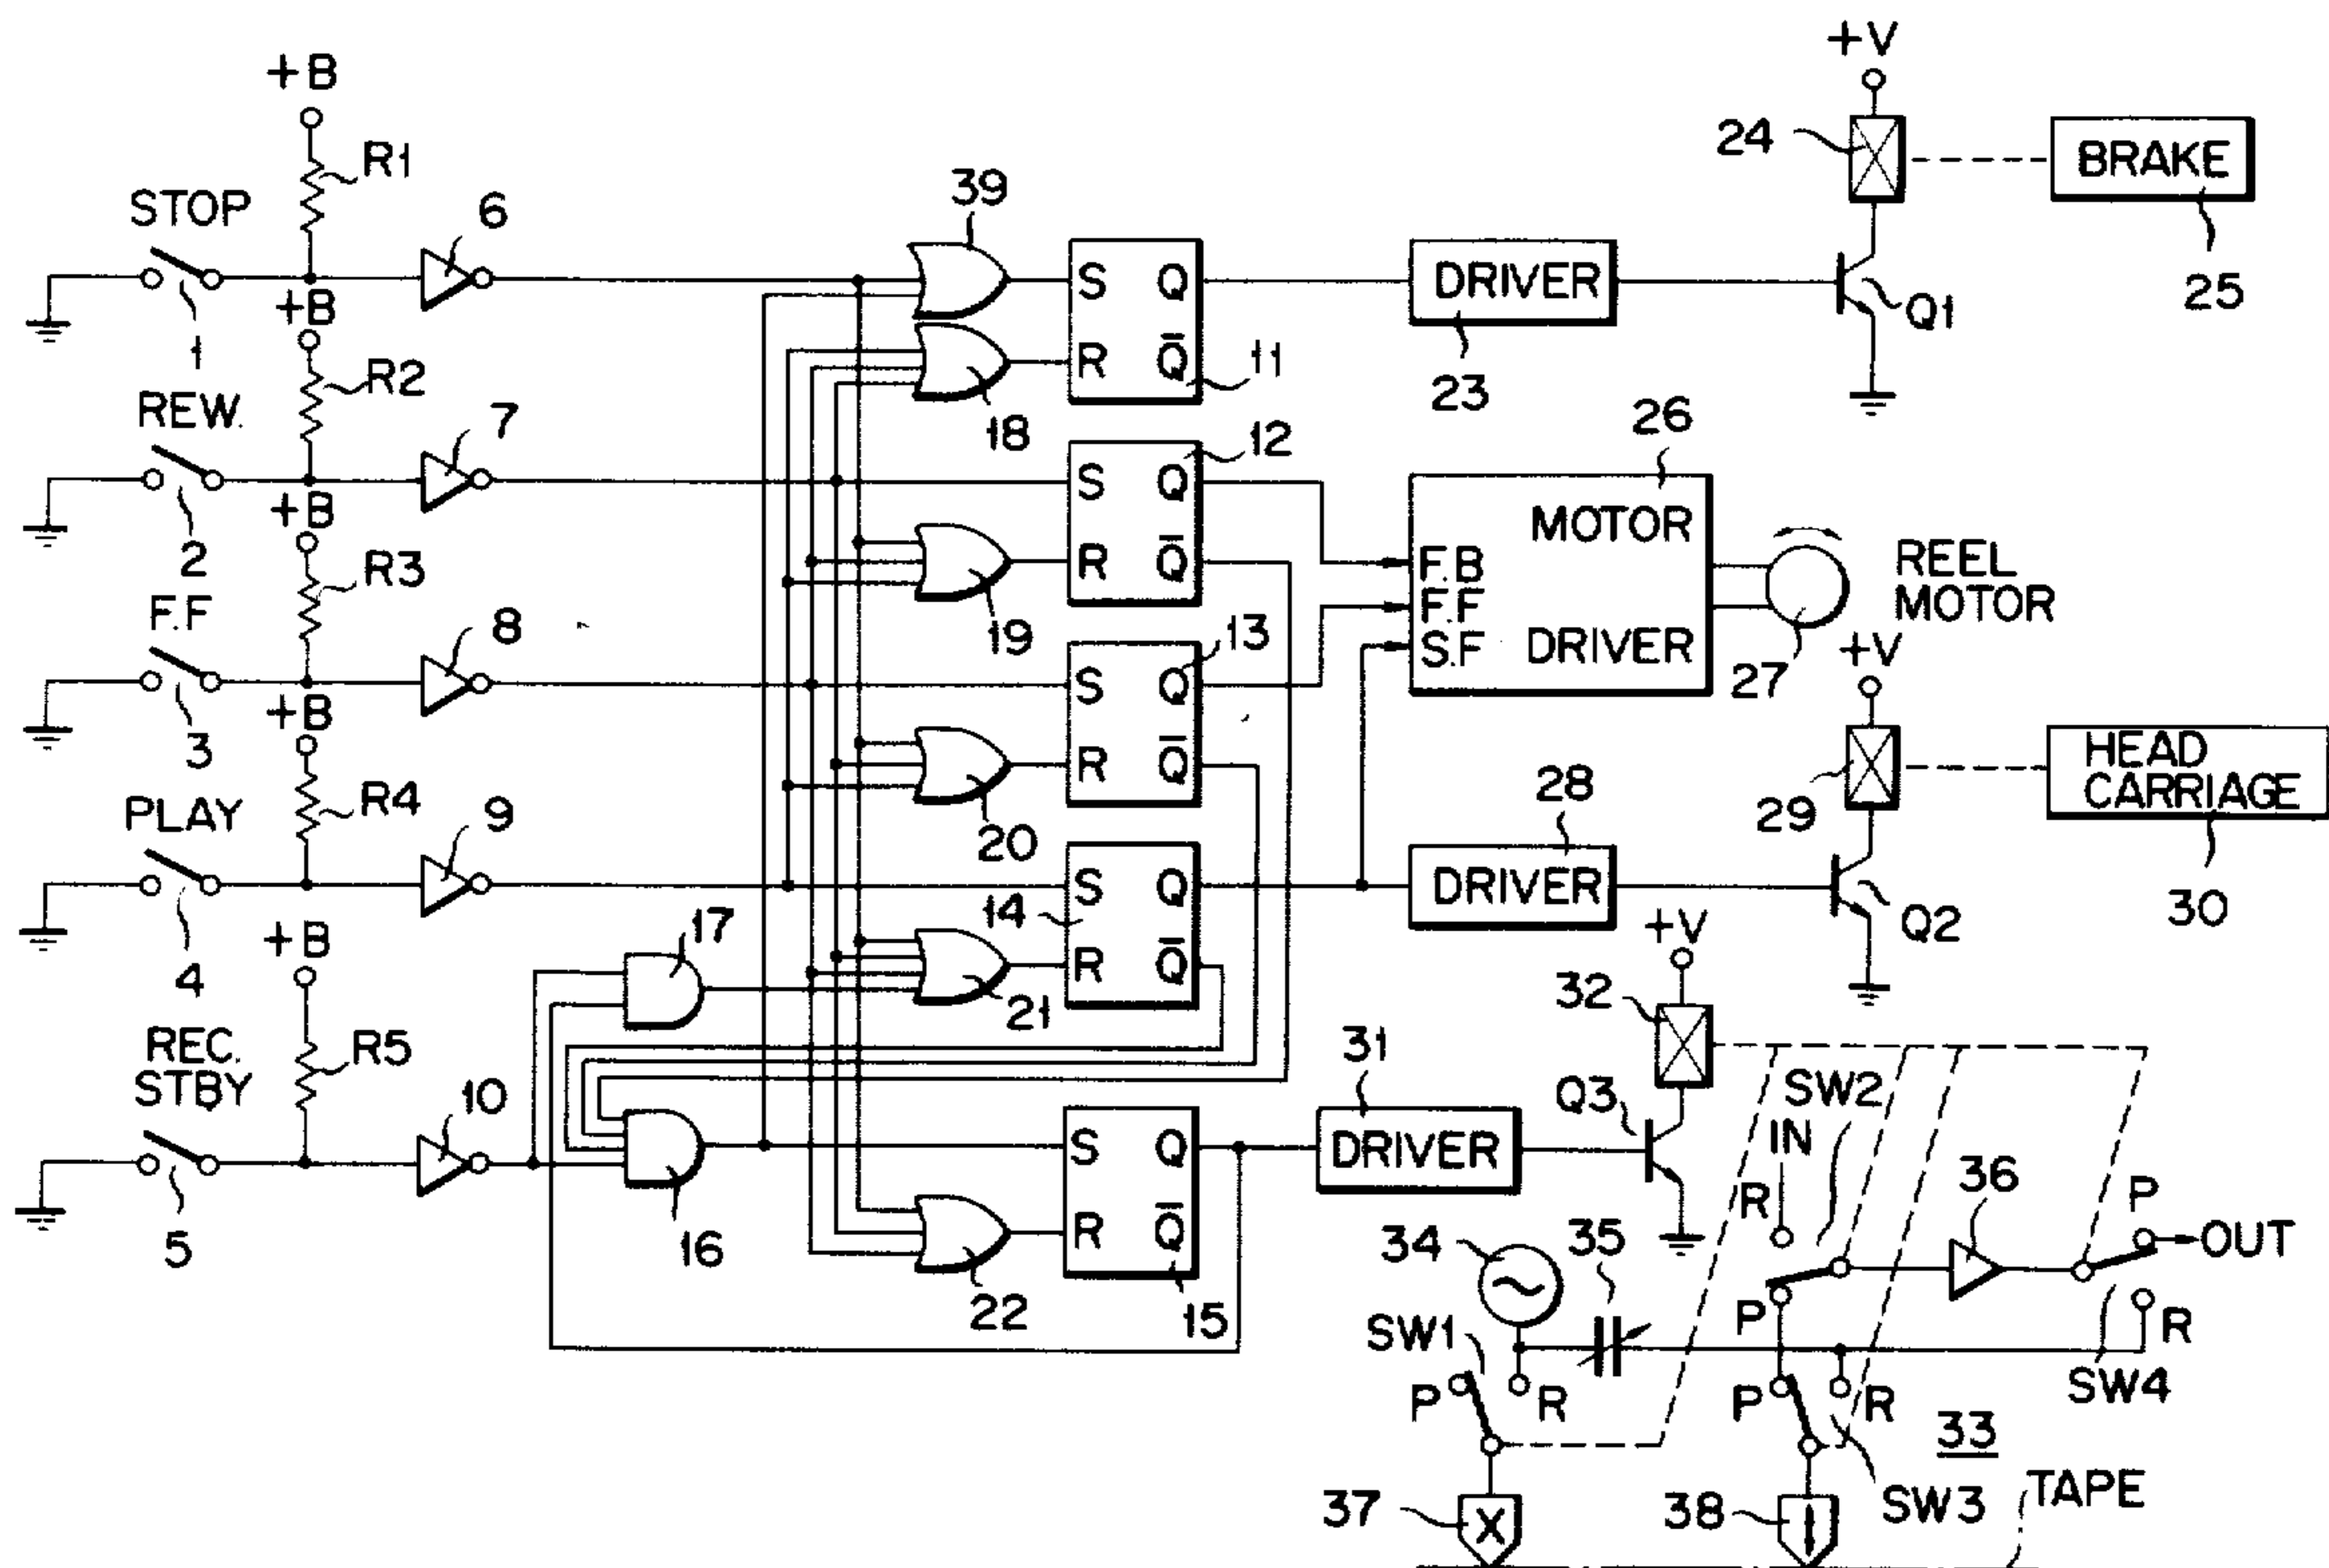 +V
+B
24
BRAKE
R1
39
STOP
6
S
Q
DRIVER
Q1
25
+B
1
R
Q̅
11
23
R2
18
REW.
7
12
26
S
Q
+B
MOTOR
2
R3
F.B
R
Q̅
REEL
MOTOR
F.F
8
19
13
F.F
S.F
DRIVER
27
+V
S
Q
+B
3
R4
R
Q̅
HEAD
CARRIAGE
PLAY
9
20
28
29
S
Q
DRIVER
Q2
30
17
14
+V
+B
4
R
Q̅
32
21
REC.
STBY
R5
31
10
Q3
SW2
IN
S
Q
DRIVER
R
36
P
5
16
R
Q̅
34
35
OUT
22
15
SW1
P
R
SW4
P
R
P
R
33
37
X
38
SW3
TAPE